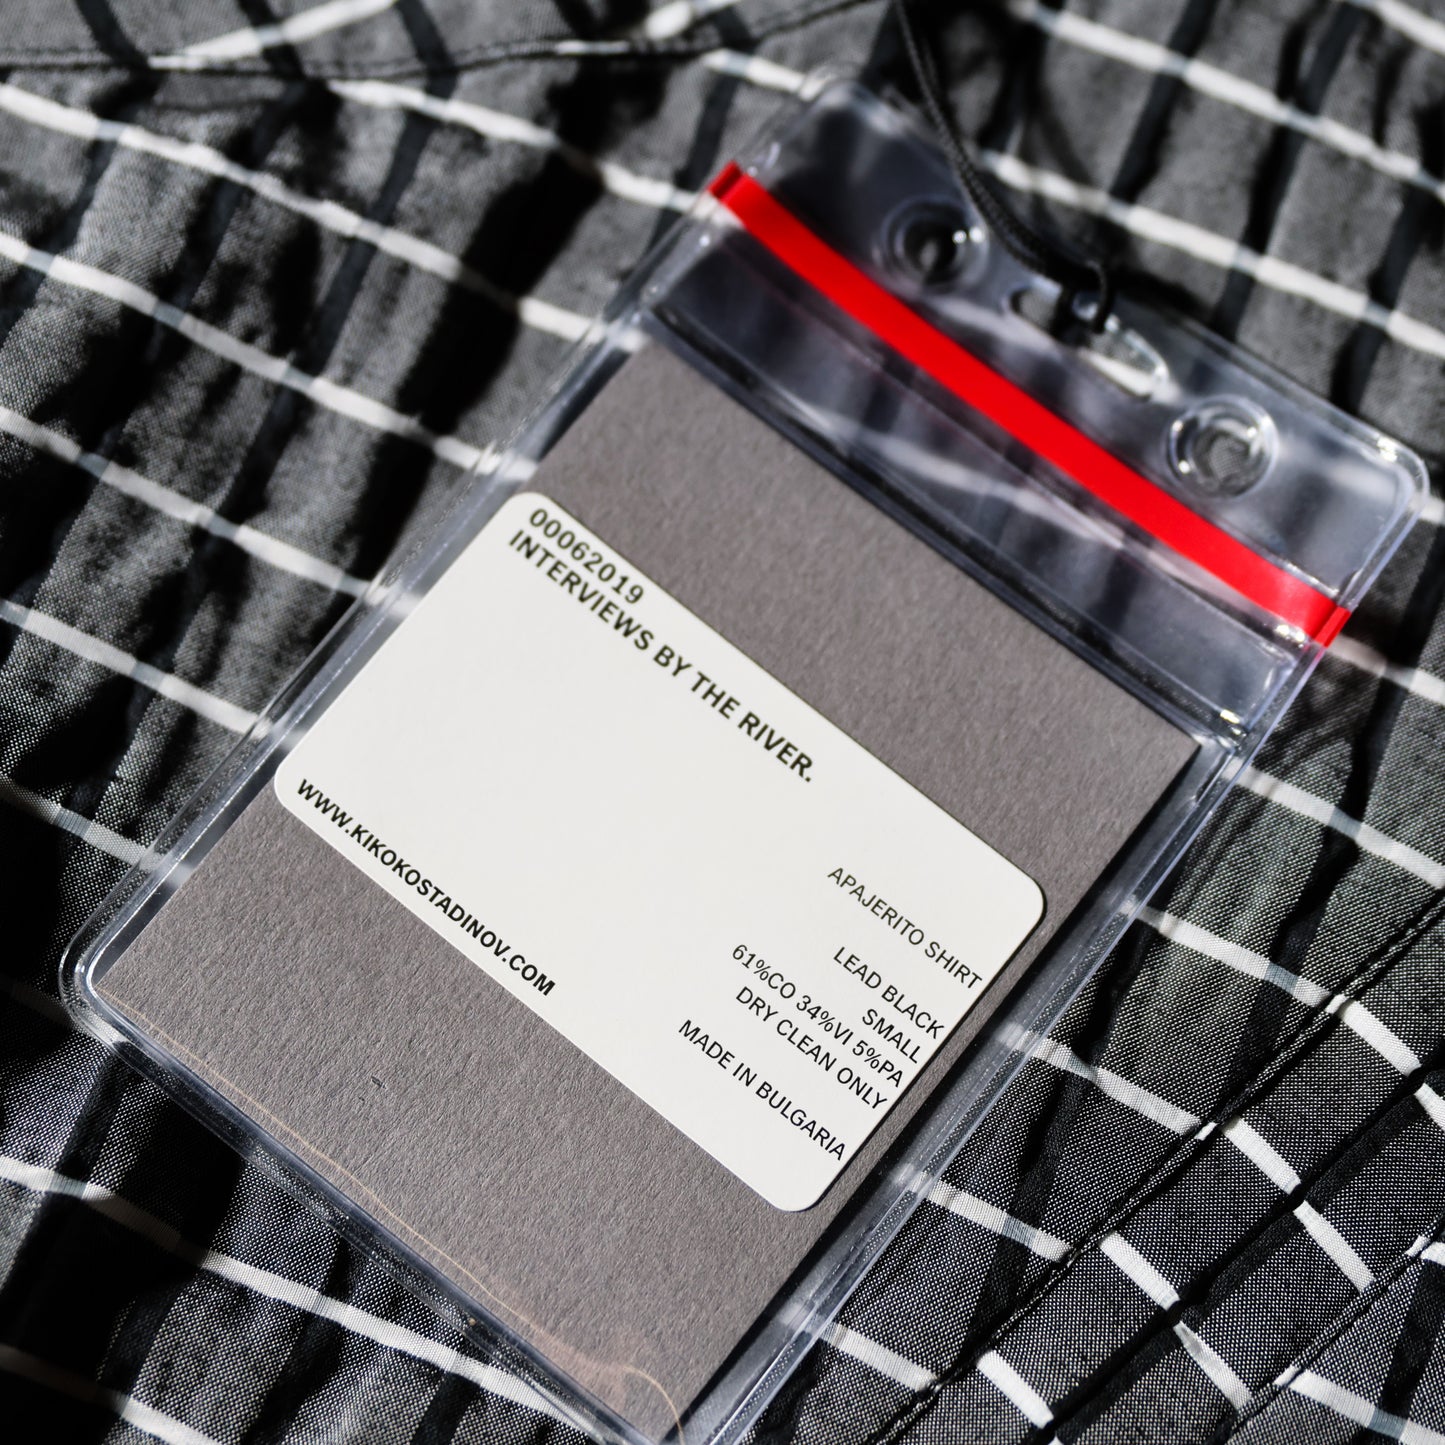 00062019
INTERVIEWS BY THE RIVER.
APAJERITO SHIRT
LEAD BLACK
SMALL
61%CO 34%VI 5%PA
DRY CLEAN ONLY
MADE IN BULGARIA
WWW.KIKOKOSTADINOV.COM